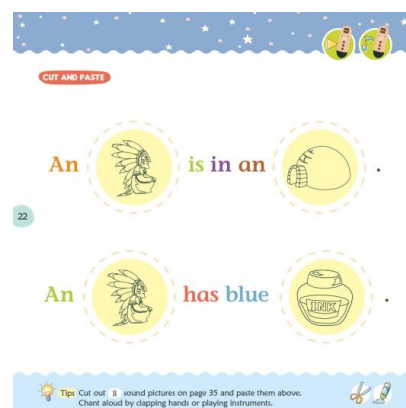 CUT AND PASTE
An is in an .
22
An INK has blue .
Tips Cut out Ii sound pictures on page 35 and paste them above.
Chant aloud by clapping hands or playing instruments.